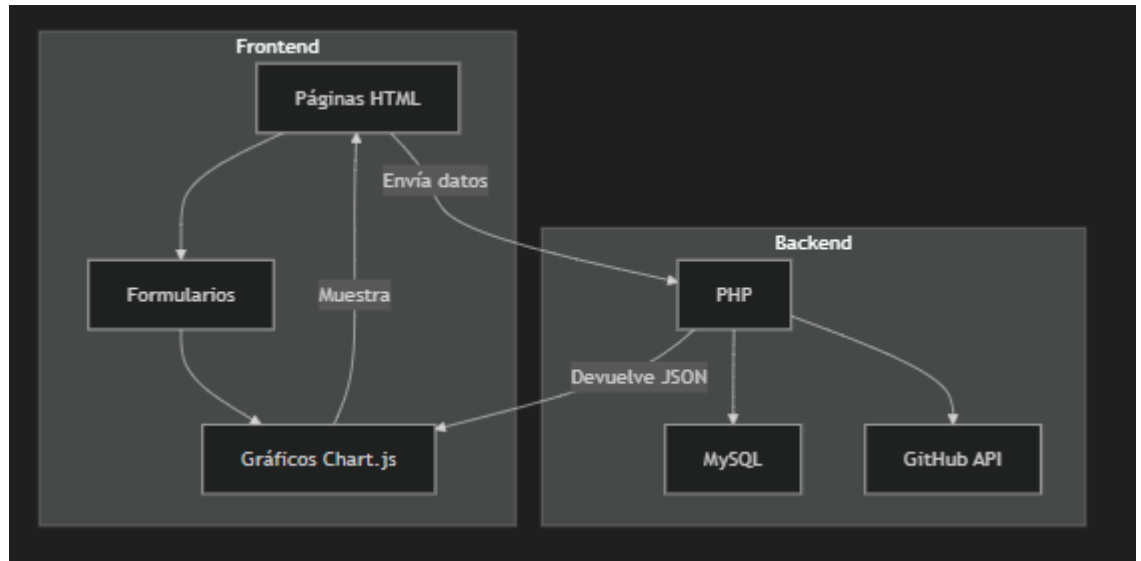 Frontend
Páginas HTML
Envía datos
Backend
Formularios
Muestra
PHP
Devuelve JSON
Gráficos Chart.js
MySQL
GitHub API